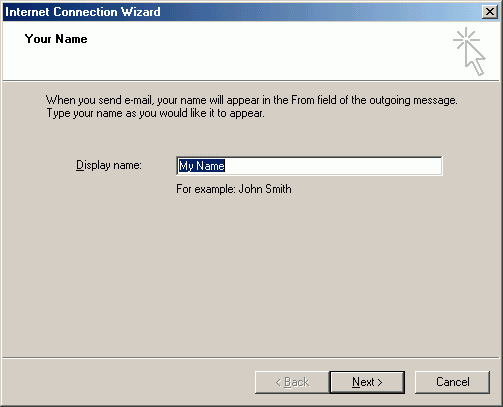 Internet Connection Wizard
Your Name
When you send e-mail, your name will appear in the From field of the outgoing message.
Type your name as you would like it to appear.
Display name: My Name
For example: John Smith
< Back Next > Cancel